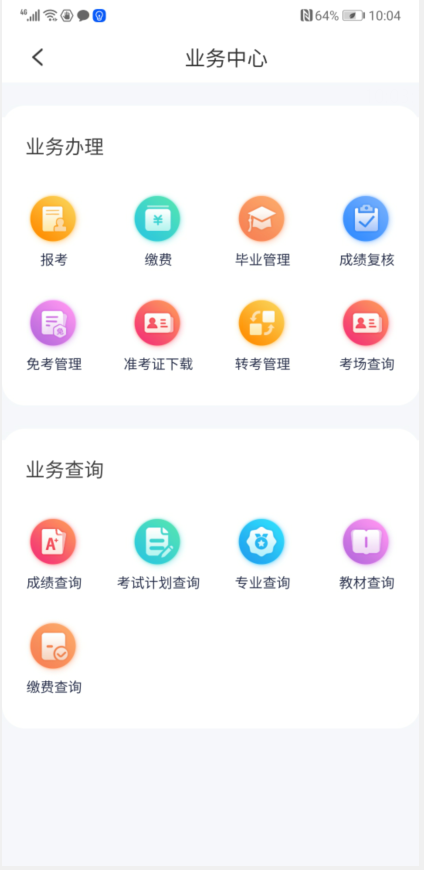 4G 64% 10:04
业务中心
业务办理
报考 缴费 毕业管理 成绩复核
免考管理 准考证下载 转考管理 考场查询
业务查询
A+
成绩查询 考试计划查询 专业查询 教材查询
缴费查询